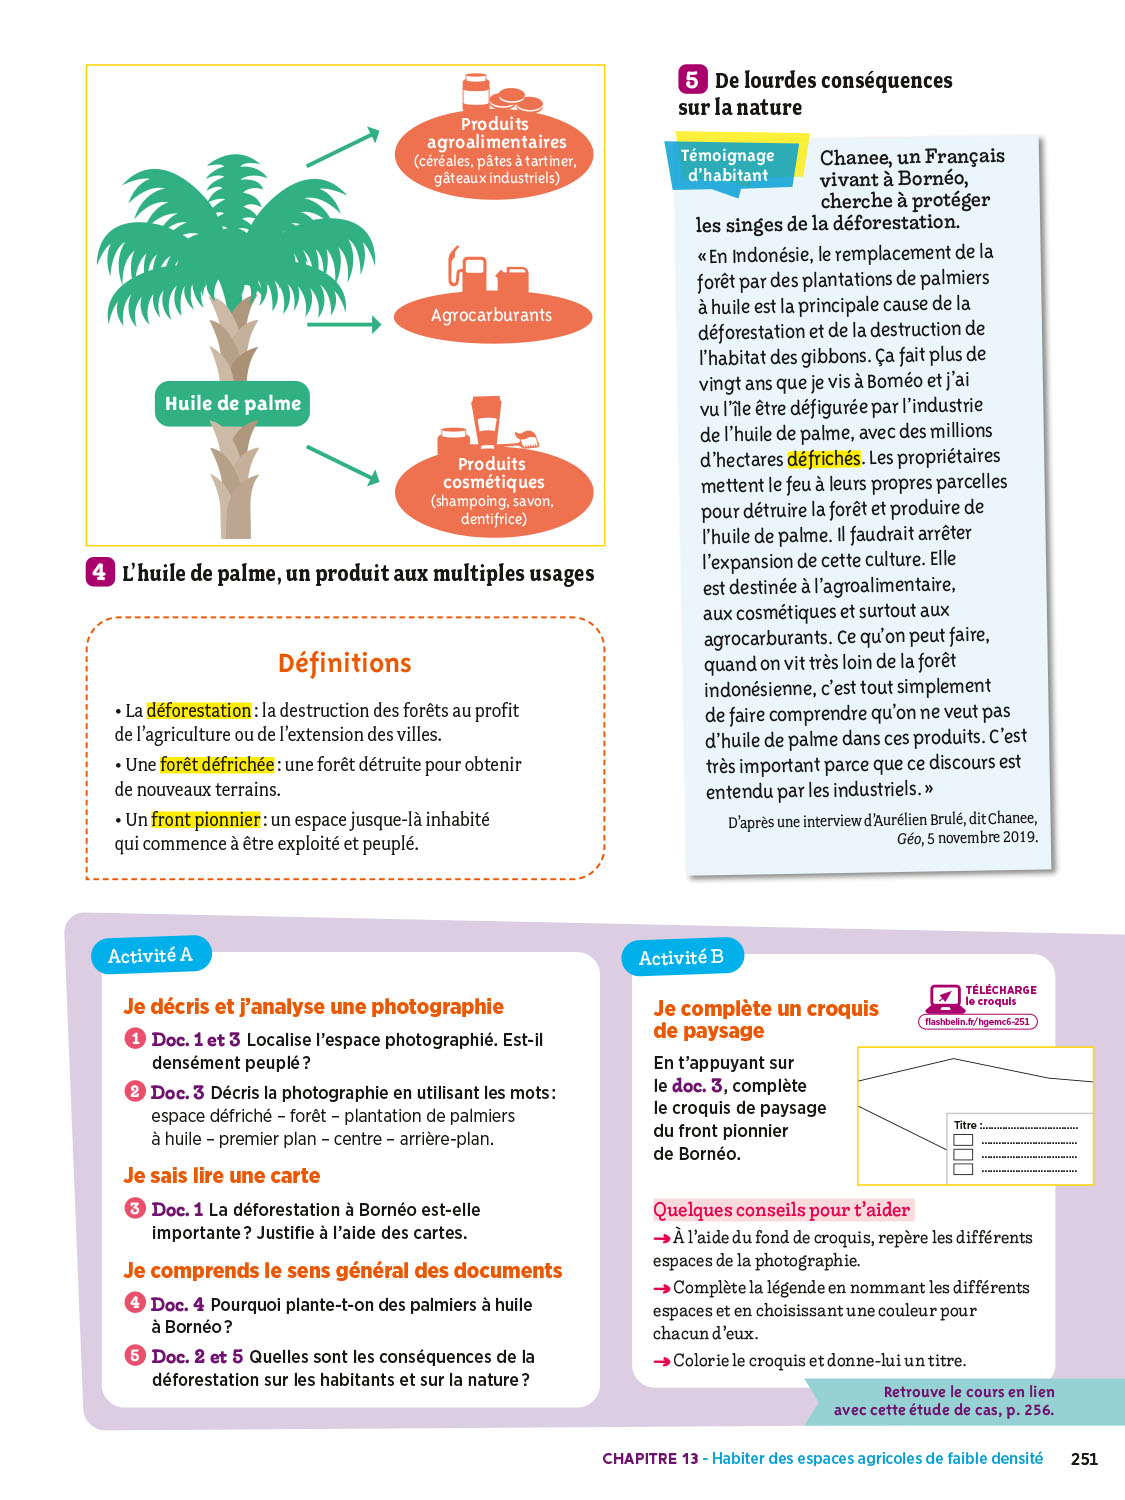 Produits
agroalimentaires
(céréales, pâtes à tartiner,
gâteaux industriels)
Agrocarburants
Huile de palme
Produits
cosmétiques
(shampoing, savon,
dentifrice)
4 L'huile de palme, un produit aux multiples usages
Définitions
• La déforestation : la destruction des forêts au profit
de l'agriculture ou de l'extension des villes.
• Une forêt défrichée : une forêt détruite pour obtenir
de nouveaux terrains.
• Un front pionnier : un espace jusque-là inhabité
qui commence à être exploité et peuplé.
5 De lourdes conséquences
sur la nature
Témoignage
d'habitant
Chanee, un Français
vivant à Bornéo,
cherche à protéger
les singes de la déforestation.
« En Indonésie, le remplacement de la
forêt par des plantations de palmiers
à huile est la principale cause de la
déforestation et de la destruction de
l'habitat des gibbons. Ça fait plus de
vingt ans que je vis à Bornéo et j'ai
vu l'île être défigurée par l'industrie
de l'huile de palme, avec des millions
d'hectares défrichés. Les propriétaires
mettent le feu à leurs propres parcelles
pour détruire la forêt et produire de
l'huile de palme. Il faudrait arrêter
l'expansion de cette culture. Elle
est destinée à l'agroalimentaire,
aux cosmétiques et surtout aux
agrocarburants. Ce qu'on peut faire,
quand on vit très loin de la forêt
indonésienne, c'est tout simplement
de faire comprendre qu'on ne veut pas
d'huile de palme dans ces produits. C'est
très important parce que ce discours est
entendu par les industriels. »
D'après une interview d'Aurélien Brulé, dit Chanee,
Géo, 5 novembre 2019.
Activité A
Je décris et j'analyse une photographie
1 Doc. 1 et 3 Localise l'espace photographié. Est-il
densément peuplé ?
2 Doc. 3 Décris la photographie en utilisant les mots :
espace défriché – forêt – plantation de palmiers
à huile – premier plan – centre – arrière-plan.
Je sais lire une carte
3 Doc. 1 La déforestation à Bornéo est-elle
importante ? Justifie à l'aide des cartes.
Je comprends le sens général des documents
4 Doc. 4 Pourquoi plante-t-on des palmiers à huile
à Bornéo ?
5 Doc. 2 et 5 Quelles sont les conséquences de la
déforestation sur les habitants et sur la nature ?
Activité B
Je complète un croquis
de paysage
TÉLÉCHARGE
le croquis
flashbelin.fr/hgemc6-251
En t'appuyant sur
le doc. 3, complète
le croquis de paysage
du front pionnier
de Bornéo.
Titre :................................
................................
................................
................................
Quelques conseils pour t'aider
→ À l'aide du fond de croquis, repère les différents
espaces de la photographie.
→ Complète la légende en nommant les différents
espaces et en choisissant une couleur pour
chacun d'eux.
→ Colorie le croquis et donne-lui un titre.
Retrouve le cours en lien
avec cette étude de cas, p. 256.
CHAPITRE 13 - Habiter des espaces agricoles de faible densité 251